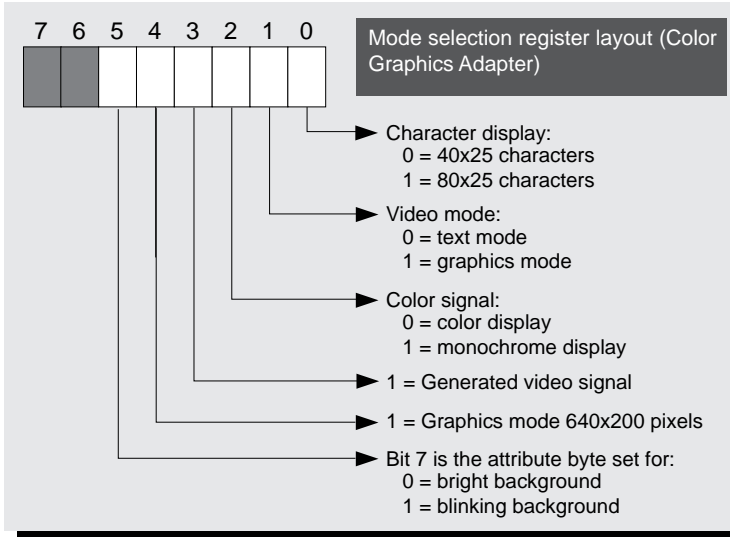 7 6 5 4 3 2 1 0
Mode selection register layout (Color
Graphics Adapter)
Character display:
0 = 40x25 characters
1 = 80x25 characters
Video mode:
0 = text mode
1 = graphics mode
Color signal:
0 = color display
1 = monochrome display
1 = Generated video signal
1 = Graphics mode 640x200 pixels
Bit 7 is the attribute byte set for:
0 = bright background
1 = blinking background